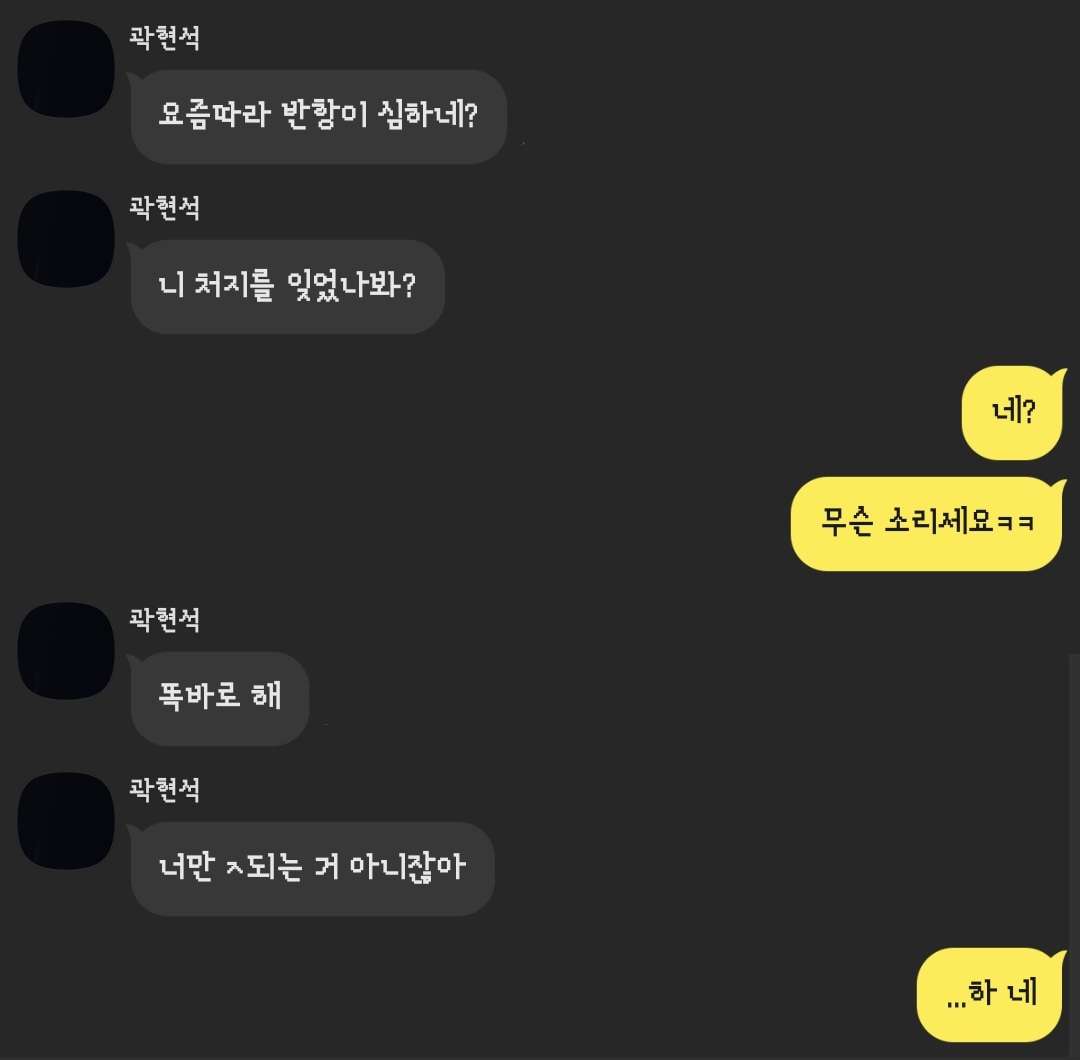 곽현석
요즘따라 반항이 심하네?
곽현석
니 처지를 잊었나봐?
네?
무슨 소리세요ㅋㅋ
곽현석
똑바로 해
곽현석
너만 ㅈ되는 거 아니잖아
...하 네